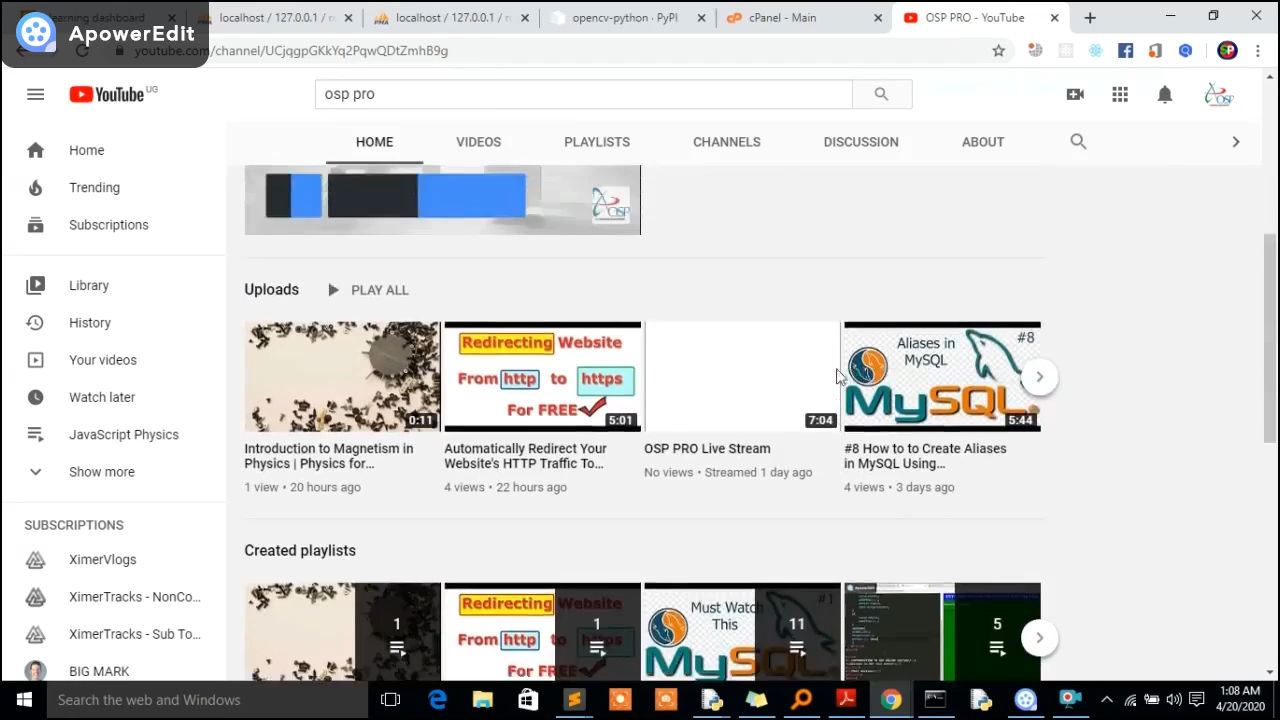 learning dashboard
localhost / 127.0.0.1 /
localhost / 127.0.0.1 /
opencv-python · PyPI
cPanel - Main
OSP PRO - YouTube
ApowerEdit
youtube.com/channel/UCjqgpGKkYq2PqwQDtZmhB9g
YouTube UG
osp pro
HOME
VIDEOS
PLAYLISTS
CHANNELS
DISCUSSION
ABOUT
Home
Trending
Subscriptions
Library
History
Your videos
Watch later
JavaScript Physics
Show more
SUBSCRIPTIONS
XimerVlogs
XimerTracks - NonCo...
XimerTracks - Sub To...
BIG MARK
OSP
Uploads
PLAY ALL
0:11
Introduction to Magnetism in
Physics | Physics for...
1 view • 20 hours ago
Redirecting Website
From http to https
For FREE
5:01
Automatically Redirect Your
Website's HTTP Traffic To...
4 views • 22 hours ago
7:04
OSP PRO Live Stream
No views • Streamed 1 day ago
Aliases in
MySQL
#8
MySQL
5:44
#8 How to to Create Aliases
in MySQL Using...
4 views • 3 days ago
Created playlists
1
Redirecting Website
From http to https
For FREE
1
Must Watch
This
#1
MySQL
11
5
Search the web and Windows
1:08 AM
4/20/2020